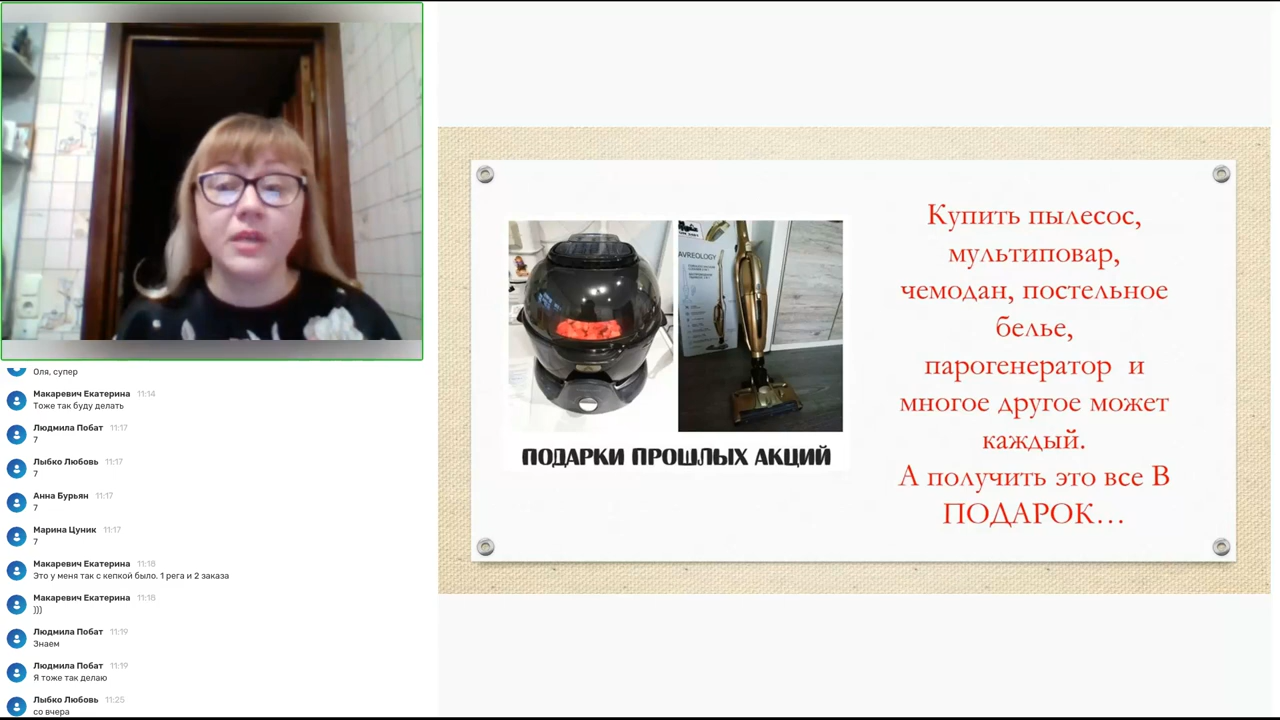 Оля, супер
Макаревич Екатерина 11:14
Тоже так буду делать
Людмила Побат 11:17
7
Лыбко Любовь 11:17
7
Анна Бурьян 11:17
7
Марина Цуник 11:17
7
Макаревич Екатерина 11:18
Это у меня так с кепкой было. 1 рега и 2 заказа
Макаревич Екатерина 11:18
)))
Людмила Побат 11:19
Знаем
Людмила Побат 11:19
Я тоже так делаю
Лыбко Любовь 11:25
со вчера
AVREOLOGY
ПОДАРКИ ПРОШЛЫХ АКЦИЙ
Купить пылесос,
мультиповар,
чемодан, постельное
белье,
парогенератор и
многое другое может
каждый.
А получить это все В
ПОДАРОК…